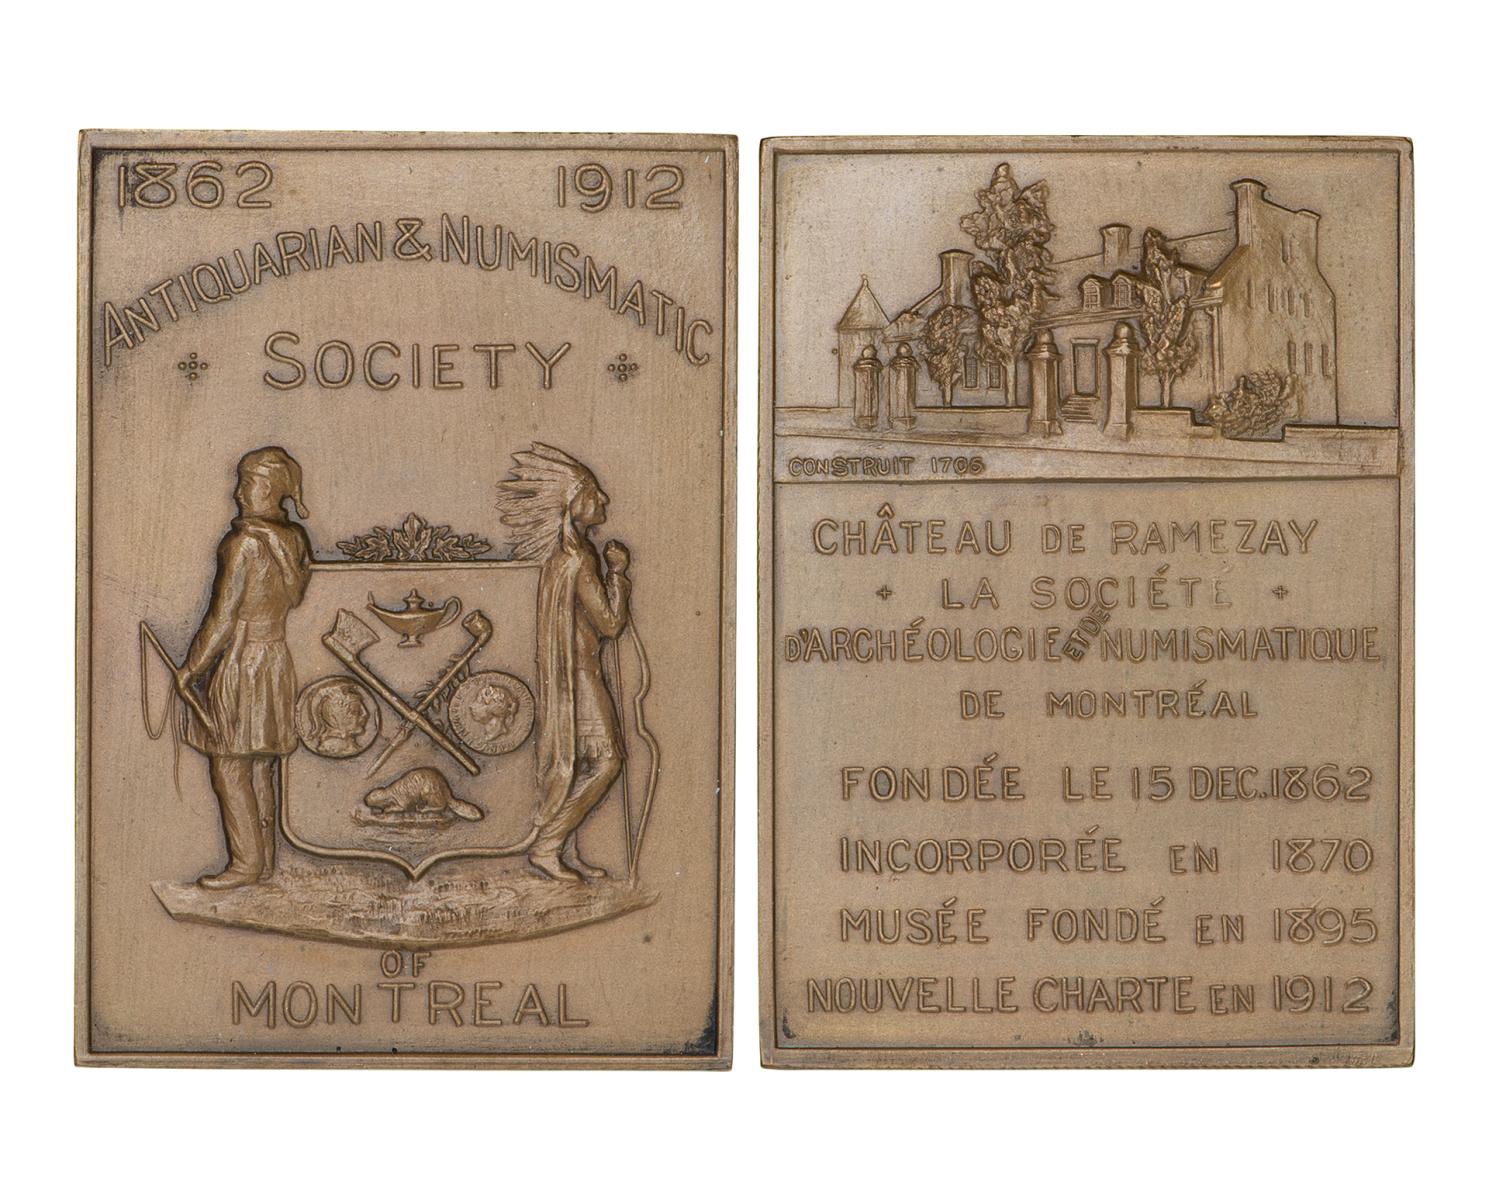 1862 1912
ANTIQUARIAN & NUMISMATIC
SOCIETY
OF
MONTREAL
CONSTRUIT 1705
CHÂTEAU DE RAMEZAY
LA SOCIÉTÉ
D'ARCHÉOLOGIE ET DE NUMISMATIQUE
DE MONTRÉAL
FONDÉE LE 15 DEC. 1862
INCORPORÉE EN 1870
MUSÉE FONDÉ EN 1895
NOUVELLE CHARTE EN 1912